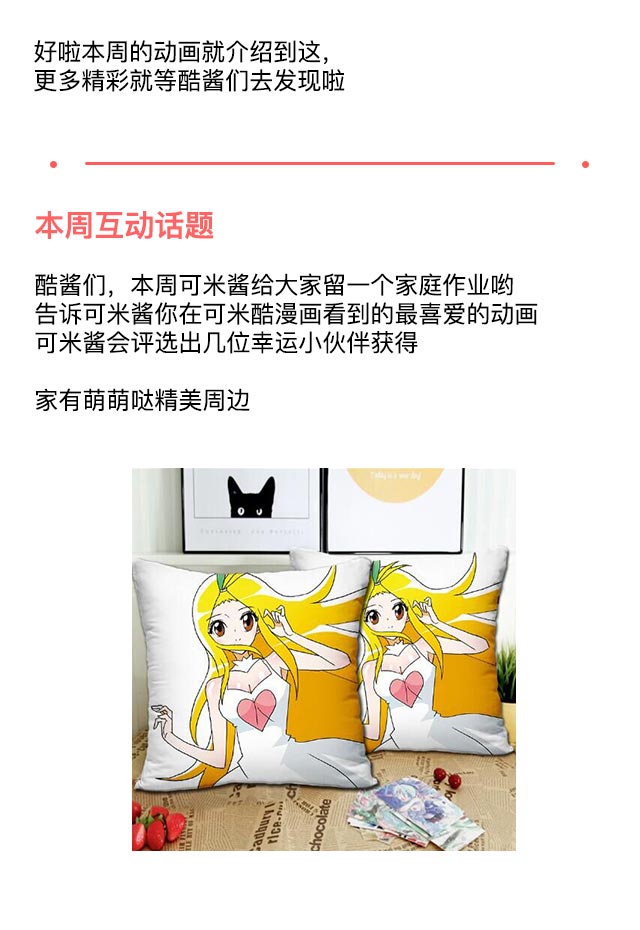 好啦本周的动画就介绍到这，
更多精彩就等酷酱们去发现啦
本周互动话题
酷酱们，本周可米酱给大家留一个家庭作业哟
告诉可米酱你在可米酷漫画看到的最喜爱的动画
可米酱会评选出几位幸运小伙伴获得
家有萌萌哒精美周边
Today is a new day!
chocolate